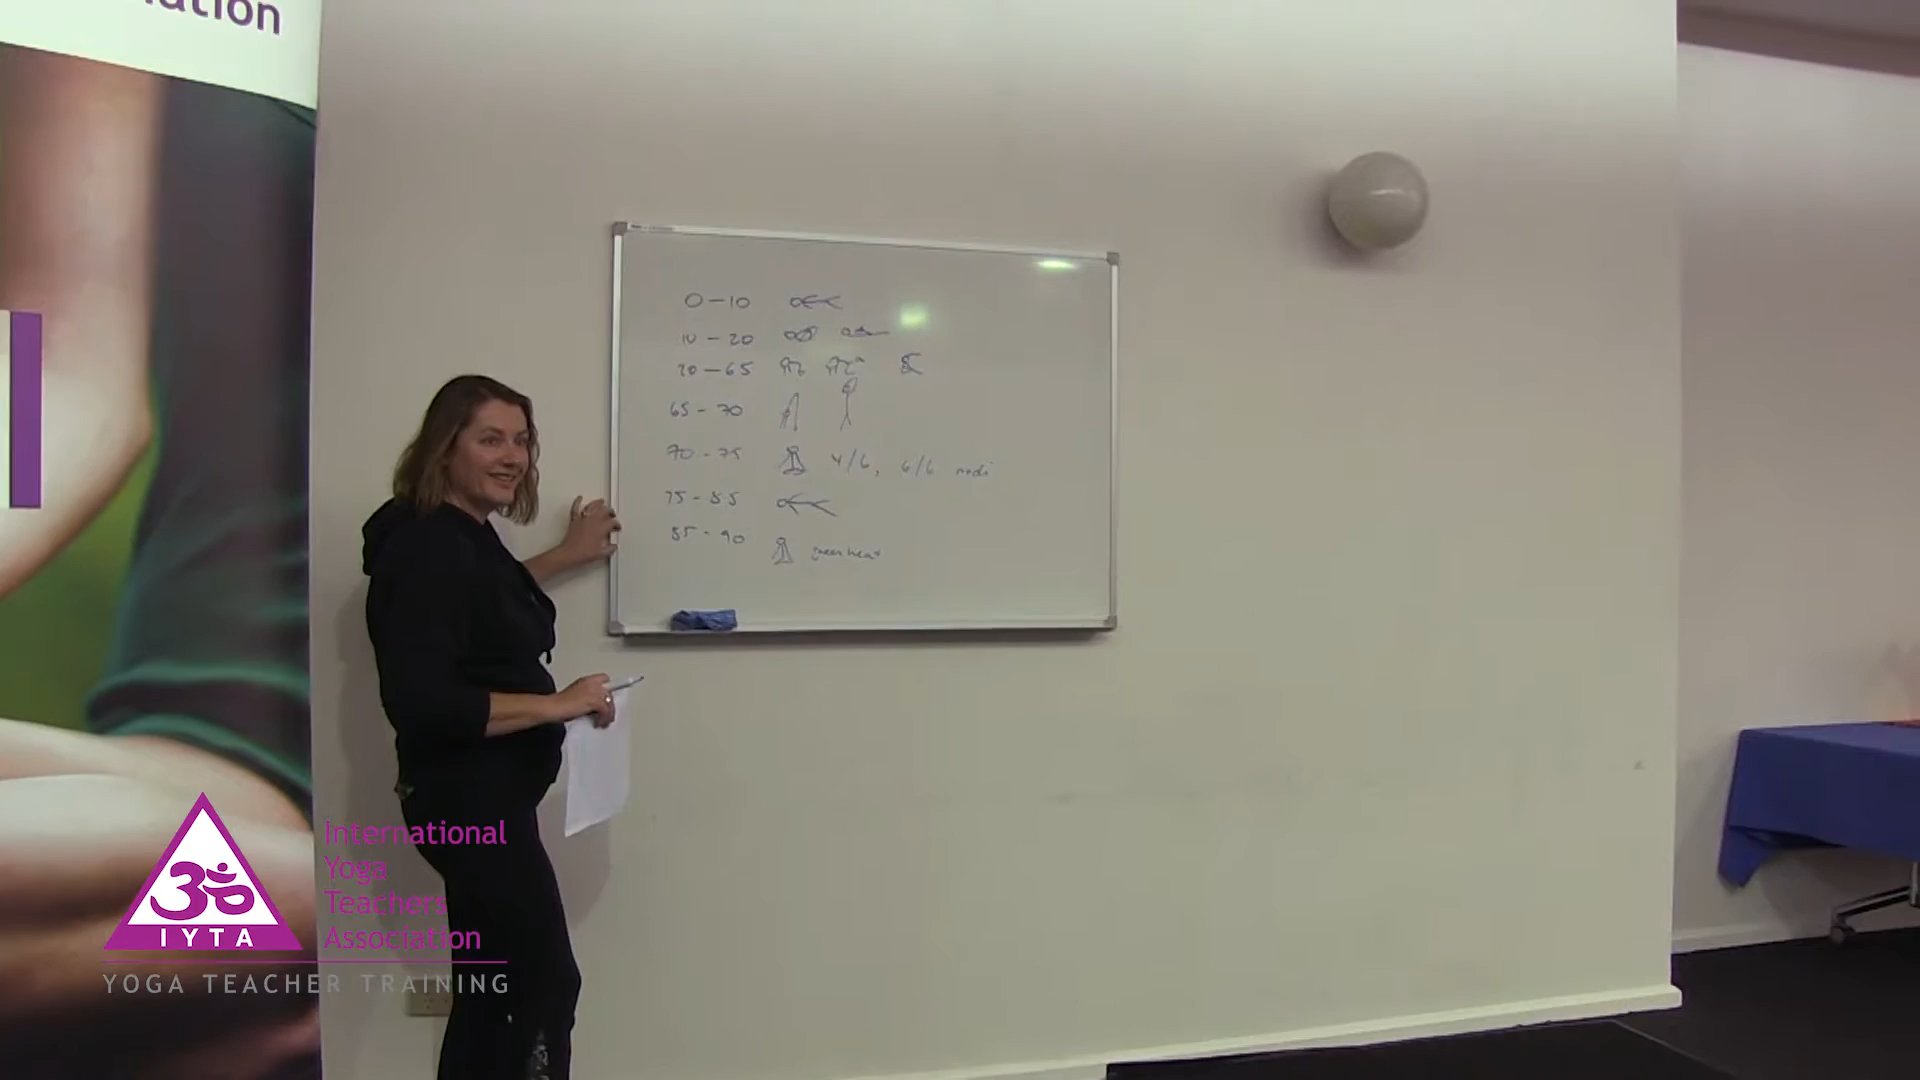 ation
0-10
10-20
20-65
65-70
70-75 4/6, 6/6 nadi
75-85
85-90
International
Yoga
Teachers
Association
IYTA
YOGA TEACHER TRAINING